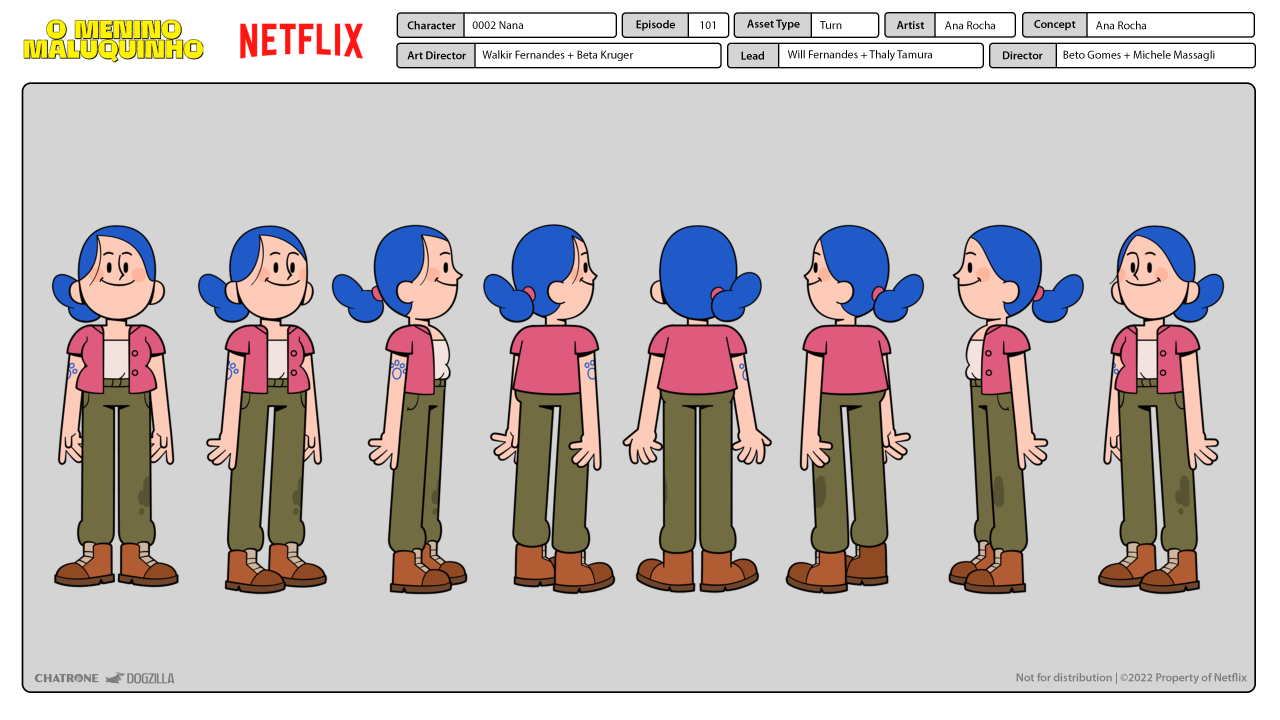 O MENINO
MALUQUINHO
NETFLIX
Character 0002 Nana
Episode 101
Asset Type Turn
Artist Ana Rocha
Concept Ana Rocha
Art Director Walkir Fernandes + Beta Kruger
Lead Will Fernandes + Thaly Tamura
Director Beto Gomes + Michele Massagli
CHATRONE DOGZILLA
Not for distribution | ©2022 Property of Netflix